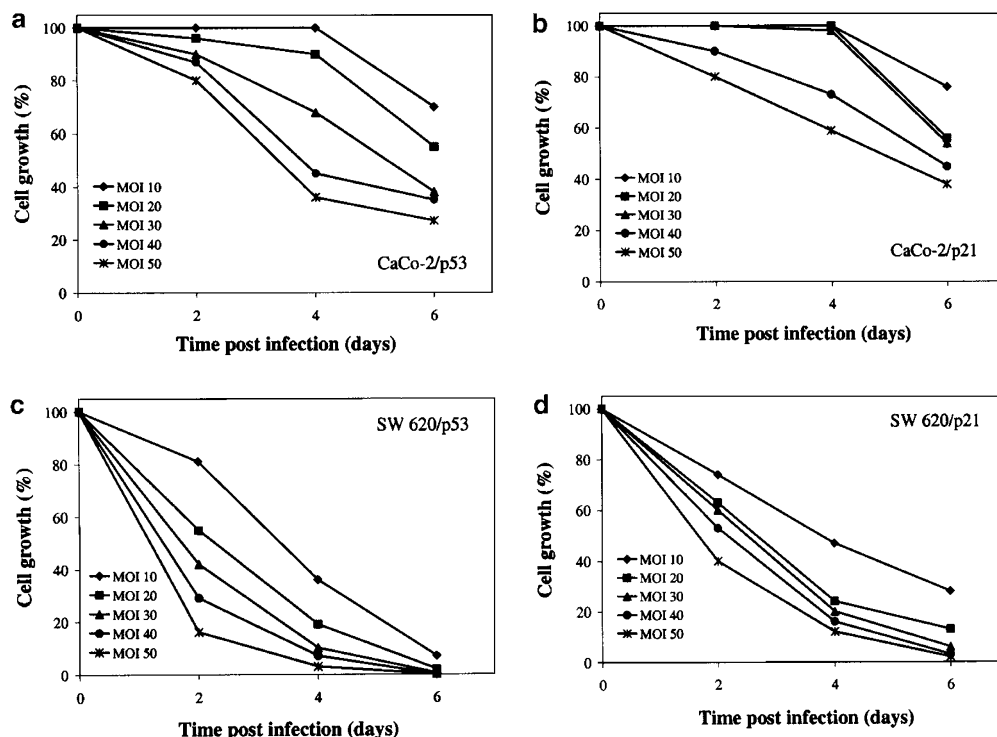 a
100
80
60
40
20
0
Cell growth (%)
MOI 10
MOI 20
MOI 30
MOI 40
MOI 50
CaCo-2/p53
0 2 4 6
Time post infection (days)
b
100
80
60
40
20
0
Cell growth (%)
MOI 10
MOI 20
MOI 30
MOI 40
MOI 50
CaCo-2/p21
0 2 4 6
Time post infection (days)
c
100
80
60
40
20
0
Cell growth (%)
SW 620/p53
MOI 10
MOI 20
MOI 30
MOI 40
MOI 50
0 2 4 6
Time post infection (days)
d
100
80
60
40
20
0
Cell growth (%)
SW 620/p21
MOI 10
MOI 20
MOI 30
MOI 40
MOI 50
0 2 4 6
Time post infection (days)